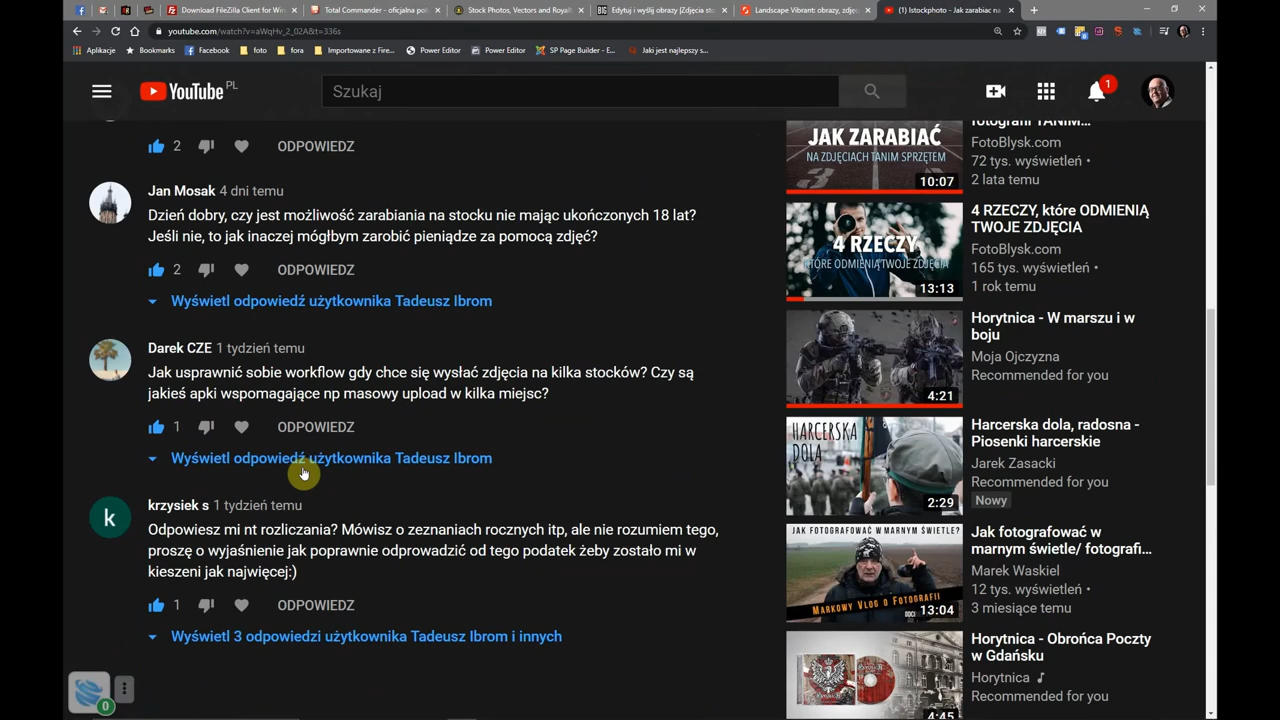 Download FileZilla Client for Win
Total Commander - oficjalna pol
Stock Photos, Vectors and Royalt
Edytuj i wyślij obrazy [Zdjęcia sto
Landscape Vibrant: obrazy, zdjęc
(1) Istockphoto - Jak zarabiac na
youtube.com/watch?v=aWqHv_2_02A&t=336s
Aplikacje
Bookmarks
Facebook
foto
fora
Importowane z Fire...
Power Editor
Power Editor
SP Page Builder - E...
Jaki jest najlepszy s...
YouTube PL
Szukaj
1
2 ODPOWIEDZ
Jan Mosak 4 dni temu
Dzień dobry, czy jest możliwość zarabiania na stocku nie mając ukończonych 18 lat?
Jeśli nie, to jak inaczej mógłbym zarobić pieniądze za pomocą zdjęć?
2 ODPOWIEDZ
Wyświetl odpowiedź użytkownika Tadeusz Ibrom
Darek CZE 1 tydzień temu
Jak usprawnić sobie workflow gdy chce się wysłać zdjęcia na kilka stocków? Czy są
jakieś apki wspomagające np masowy upload w kilka miejsc?
1 ODPOWIEDZ
Wyświetl odpowiedź użytkownika Tadeusz Ibrom
k
krzysiek s 1 tydzień temu
Odpowiesz mi nt rozliczania? Mówisz o zeznaniach rocznych itp, ale nie rozumiem tego,
proszę o wyjaśnienie jak poprawnie odprowadzić od tego podatek żeby zostało mi w
kieszeni jak najwięcej:)
1 ODPOWIEDZ
Wyświetl 3 odpowiedzi użytkownika Tadeusz Ibrom i innych
0
JAK ZARABIAĆ
NA ZDJĘCIACH TANIM SPRZĘTEM
10:07
fotografii TANIM...
FotoBlysk.com
72 tys. wyświetleń •
2 lata temu
4 RZECZY,
KTÓRE ODMIENIĄ TWOJE ZDJĘCIA
13:13
4 RZECZY, które ODMIENIĄ
TWOJE ZDJĘCIA
FotoBlysk.com
165 tys. wyświetleń •
1 rok temu
4:21
Horytnica - W marszu i w
boju
Moja Ojczyzna
Recommended for you
HARCERSKA
DOLA
2:29
Harcerska dola, radosna -
Piosenki harcerskie
Jarek Zasacki
Recommended for you
Nowy
JAK FOTOGRAFOWAĆ W MARNYM ŚWIETLE?
MARKOWY VLOG O FOTOGRAFII
13:04
Jak fotografować w
marnym świetle/ fotografi...
Marek Waskiel
12 tys. wyświetleń •
3 miesiące temu
4:45
Horytnica - Obrońca Poczty
w Gdańsku
Horytnica
Recommended for you